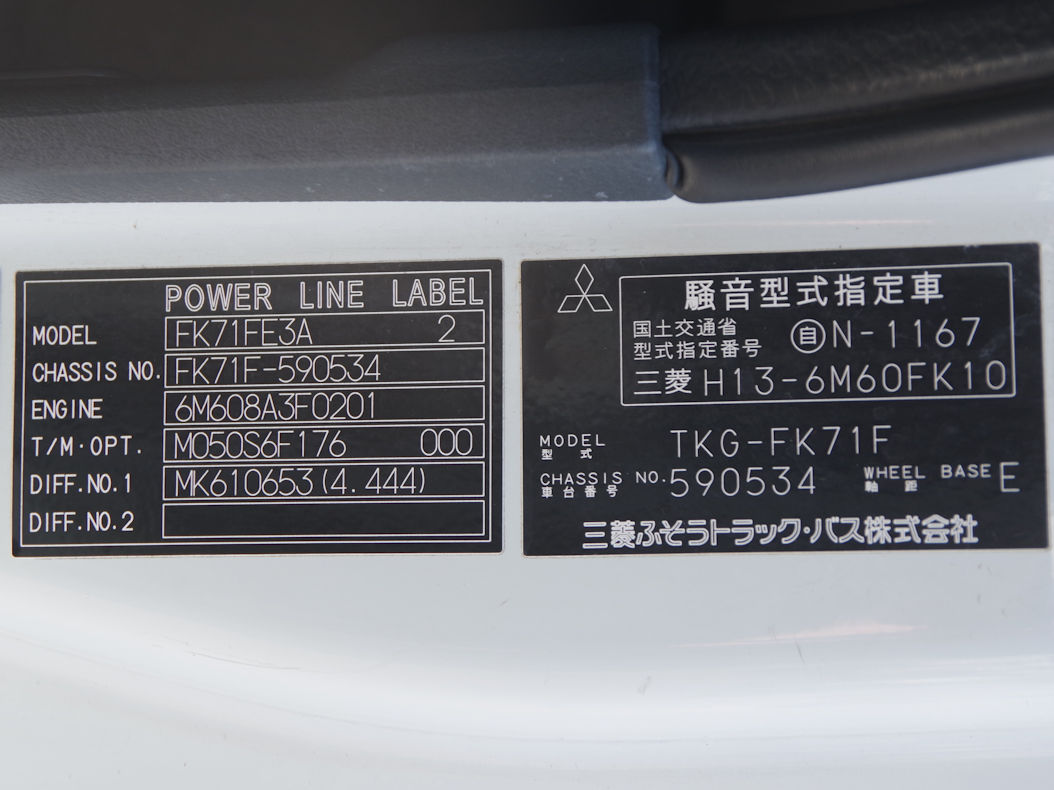 POWER LINE LABEL
MODEL FK71FE3A 2
CHASSIS NO. FK71F-590534
ENGINE 6M608A3F0201
T/M·OPT. M050S6F176 000
DIFF.NO.1 MK610653(4.444)
DIFF.NO.2
騒音型式指定車
国土交通省
型式指定番号 自N-1167
三菱 H13-6M60FK10
MODEL TKG-FK71F
型式
CHASSIS NO. 590534 WHEEL BASE E
車台番号 軸距
三菱ふそうトラック・バス株式会社